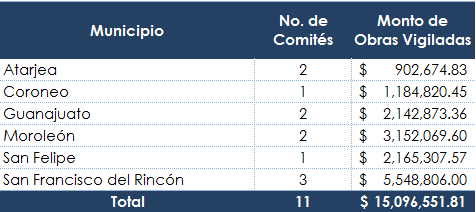 Municipio No. de Comités Monto de Obras Vigiladas
Atarjea 2 $ 902,674.83
Coroneo 1 $ 1,184,820.45
Guanajuato 2 $ 2,142,873.36
Moroleón 2 $ 3,152,069.60
San Felipe 1 $ 2,165,307.57
San Francisco del Rincón 3 $ 5,548,806.00
Total 11 $ 15,096,551.81